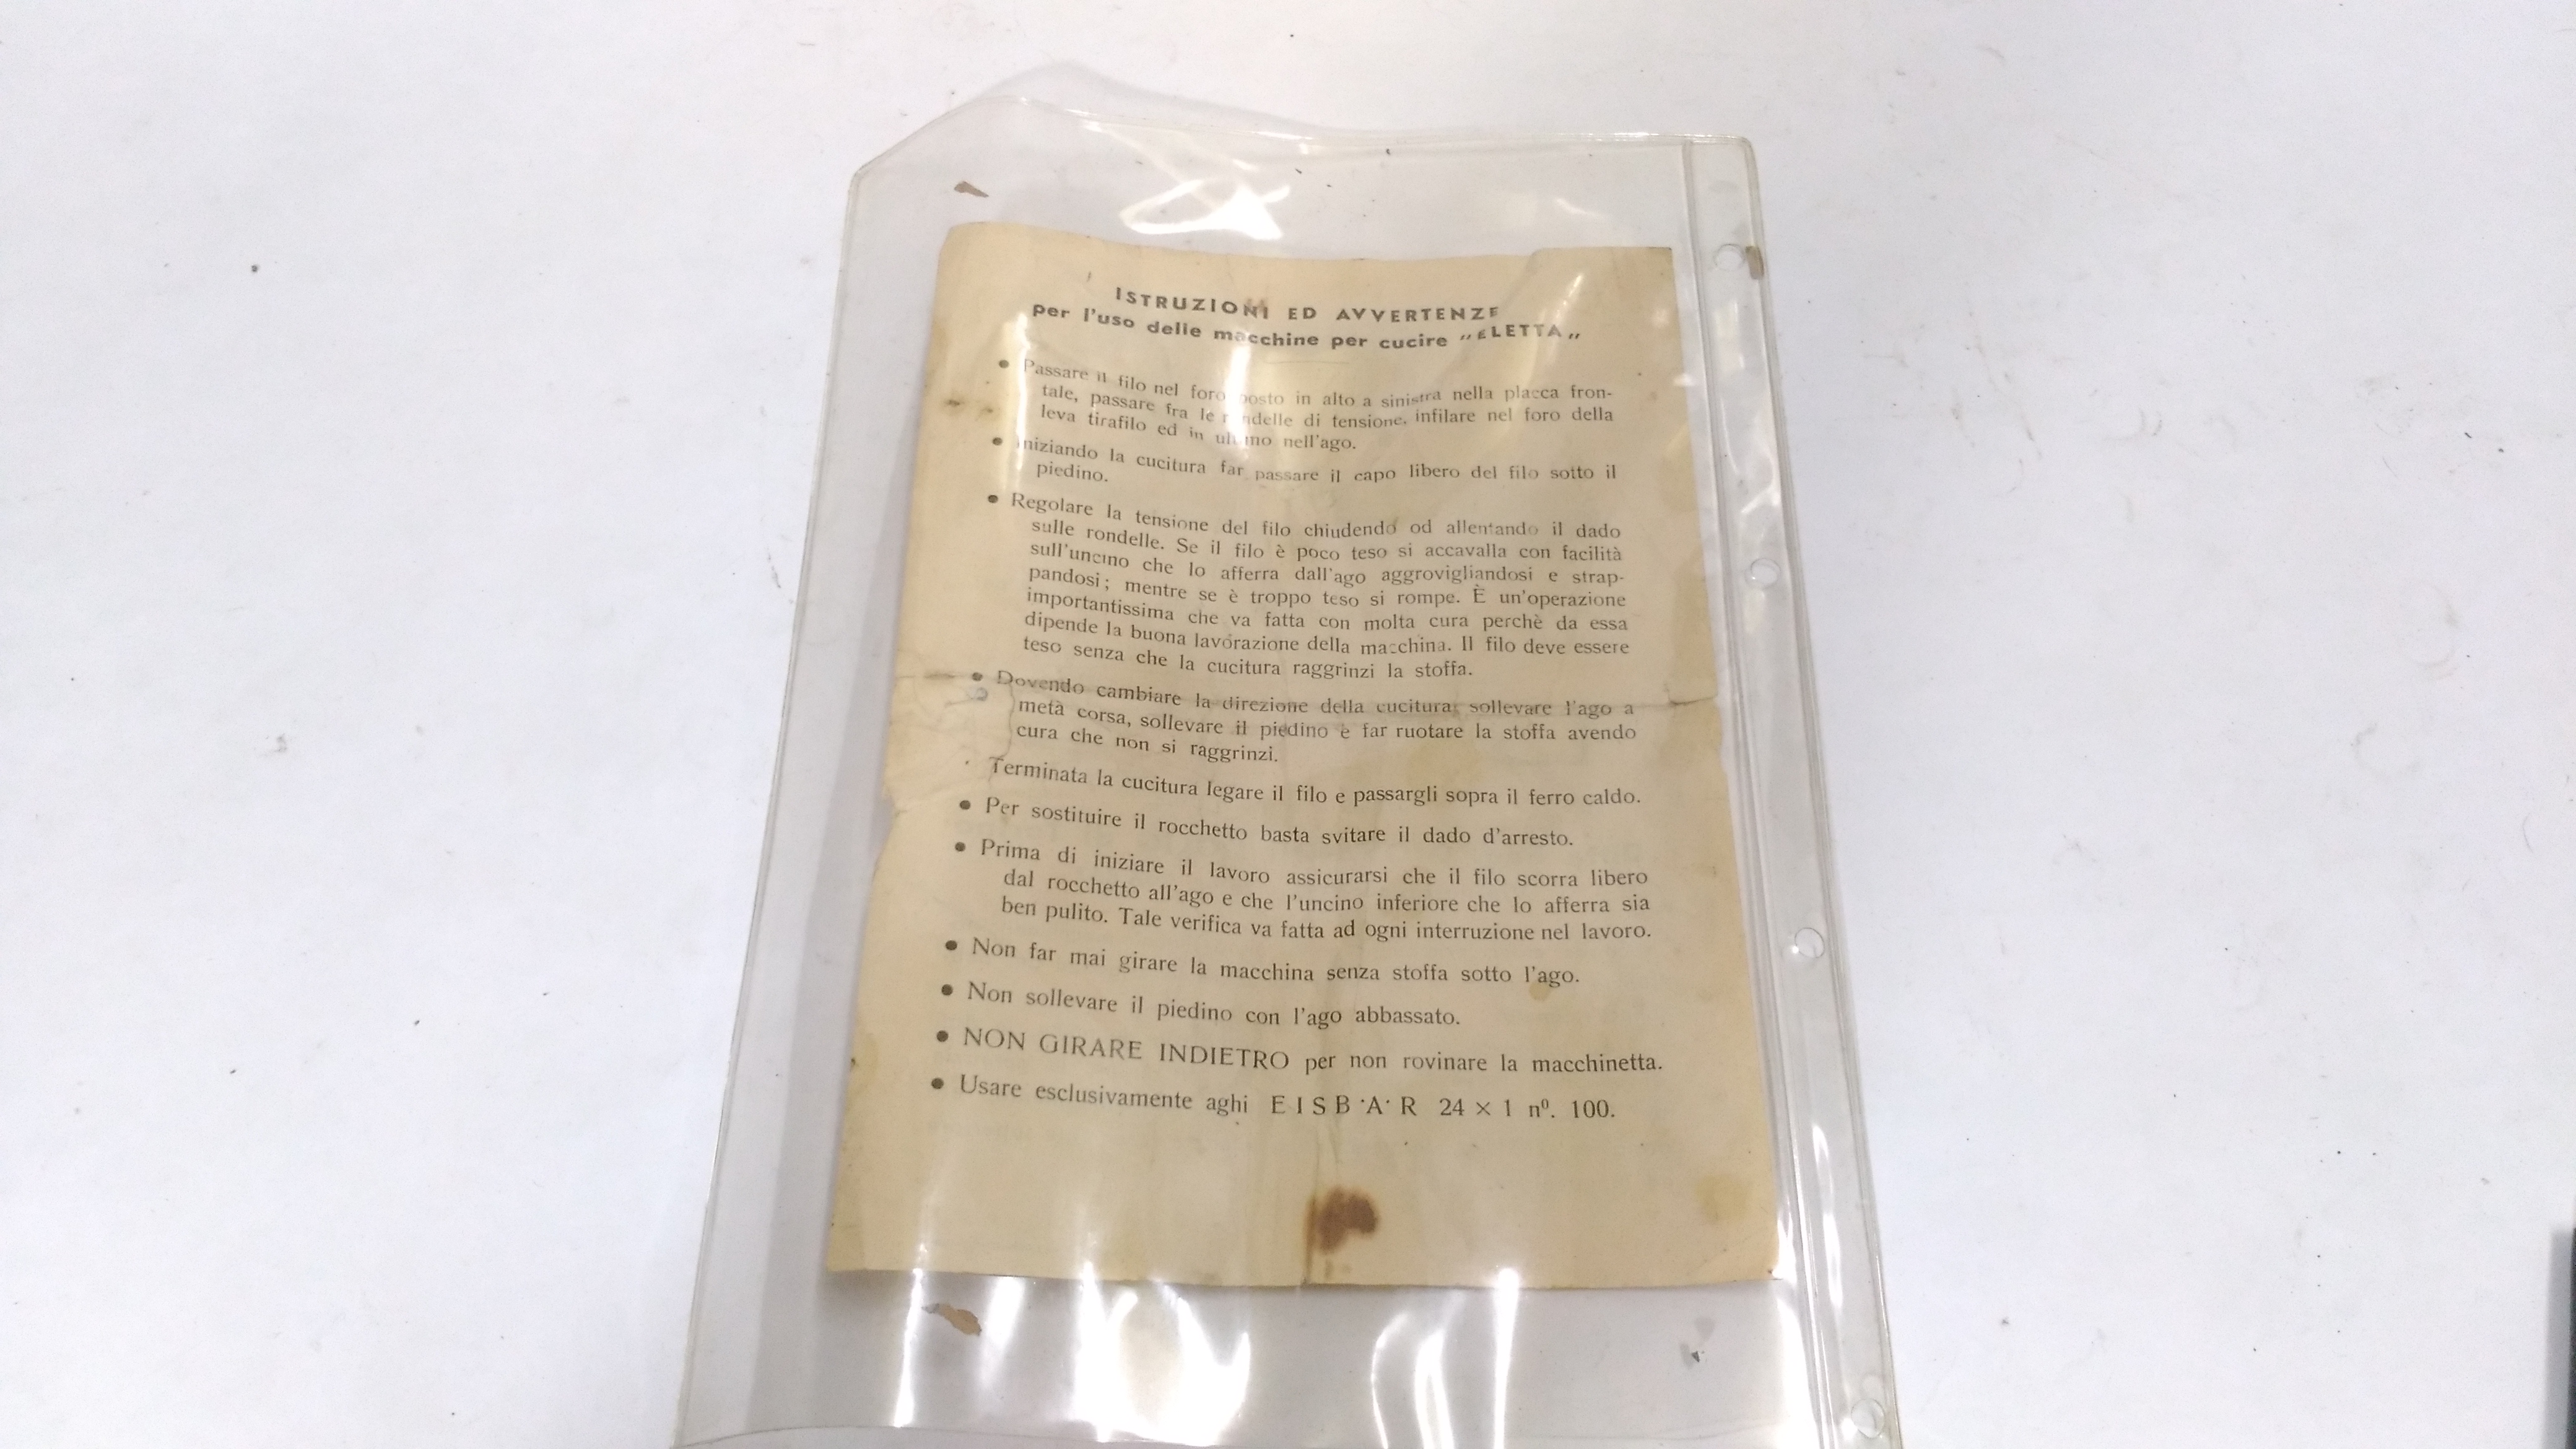 ISTRUZIONI ED AVVERTENZE
per l'uso delle macchine per cucire „ELETTA„
● Passare il filo nel foro posto in alto a sinistra nella placca fron-
tale, passare fra le rondelle di tensione, infilare nel foro della
leva tirafilo ed in ultimo nell'ago.
● Iniziando la cucitura far passare il capo libero del filo sotto il
piedino.
● Regolare la tensione del filo chiudendo od allentando il dado
sulle rondelle. Se il filo è poco teso si accavalla con facilità
sull'uncino che lo afferra dall'ago aggrovigliandosi e strap-
pandosi; mentre se è troppo teso si rompe. È un'operazione
importantissima che va fatta con molta cura perchè da essa
dipende la buona lavorazione della macchina. Il filo deve essere
teso senza che la cucitura raggrinzi la stoffa.
● Dovendo cambiare la direzione della cucitura, sollevare l'ago a
metà corsa, sollevare il piedino e far ruotare la stoffa avendo
cura che non si raggrinzi.
Terminata la cucitura legare il filo e passargli sopra il ferro caldo.
● Per sostituire il rocchetto basta svitare il dado d'arresto.
● Prima di iniziare il lavoro assicurarsi che il filo scorra libero
dal rocchetto all'ago e che l'uncino inferiore che lo afferra sia
ben pulito. Tale verifica va fatta ad ogni interruzione nel lavoro.
● Non far mai girare la macchina senza stoffa sotto l'ago.
● Non sollevare il piedino con l'ago abbassato.
● NON GIRARE INDIETRO per non rovinare la macchinetta.
● Usare esclusivamente aghi EISB·A·R 24 × 1 nº. 100.